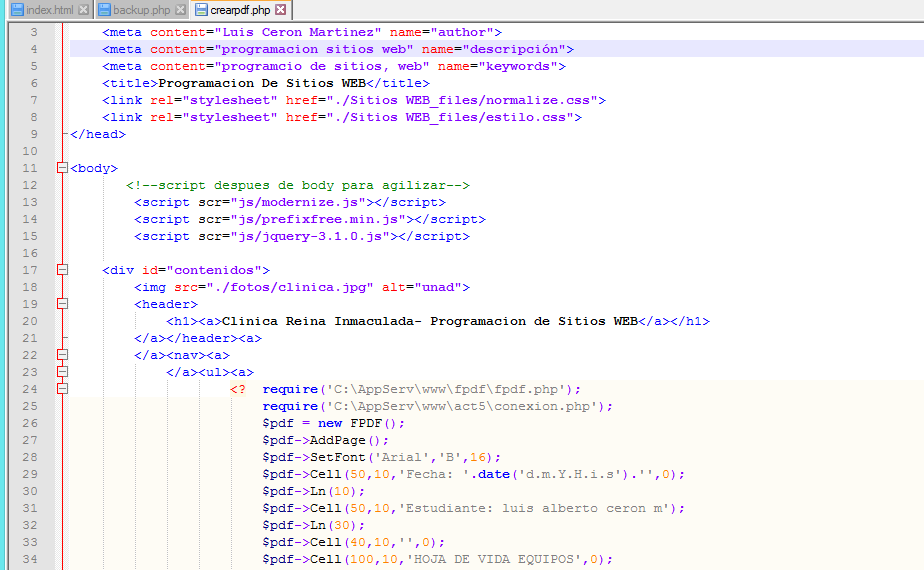 index.html backup.php crearpdf.php
3 <meta content="Luis Ceron Martinez" name="author">
4 <meta content="programacion sitios web" name="descripción">
5 <meta content="programcio de sitios, web" name="keywords">
6 <title>Programacion De Sitios WEB</title>
7 <link rel="stylesheet" href="./Sitios WEB_files/normalize.css">
8 <link rel="stylesheet" href="./Sitios WEB_files/estilo.css">
9 </head>
10
11 <body>
12 <!--script despues de body para agilizar-->
13 <script scr="js/modernize.js"></script>
14 <script scr="js/prefixfree.min.js"></script>
15 <script scr="js/jquery-3.1.0.js"></script>
16
17 <div id="contenidos">
18 <img src="./fotos/clinica.jpg" alt="unad">
19 <header>
20 <h1><a>Clinica Reina Inmaculada- Programacion de Sitios WEB</a></h1>
21 </a></header><a>
22 </a><nav><a>
23 </a><ul><a>
24 <? require('C:\AppServ\www\fpdf\fpdf.php');
25 require('C:\AppServ\www\act5\conexion.php');
26 $pdf = new FPDF();
27 $pdf->AddPage();
28 $pdf->SetFont('Arial','B',16);
29 $pdf->Cell(50,10,'Fecha: '.date('d.m.Y.H.i.s').'',0);
30 $pdf->Ln(10);
31 $pdf->Cell(50,10,'Estudiante: luis alberto ceron m');
32 $pdf->Ln(30);
33 $pdf->Cell(40,10,'',0);
34 $pdf->Cell(100,10,'HOJA DE VIDA EQUIPOS',0);